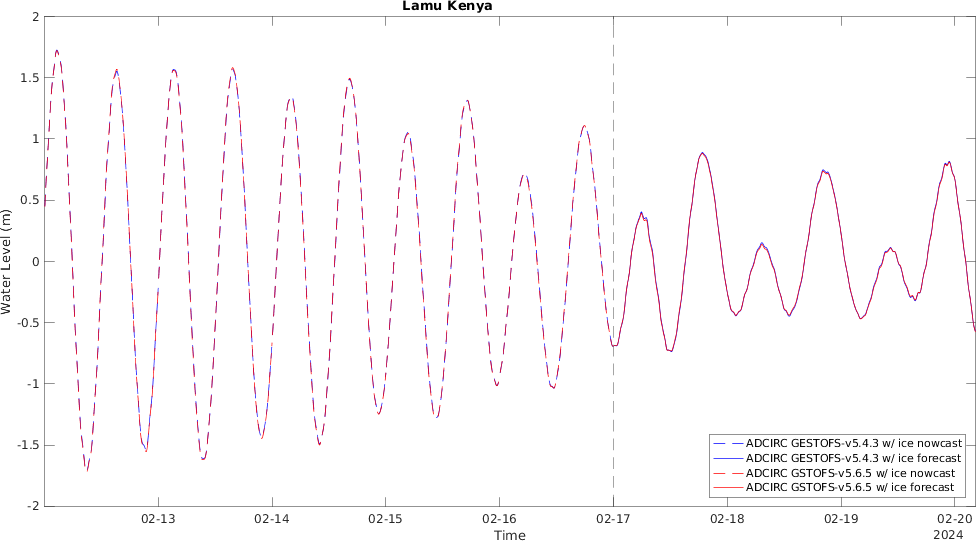 Lamu Kenya
2
1.5
1
0.5
0
-0.5
-1
-1.5
-2
Water Level (m)
02-13
02-14
02-15
02-16
02-17
02-18
02-19
02-20
2024
Time
ADCIRC GESTOFS-v5.4.3 w/ ice nowcast
ADCIRC GESTOFS-v5.4.3 w/ ice forecast
ADCIRC GSTOFS-v5.6.5 w/ ice nowcast
ADCIRC GSTOFS-v5.6.5 w/ ice forecast